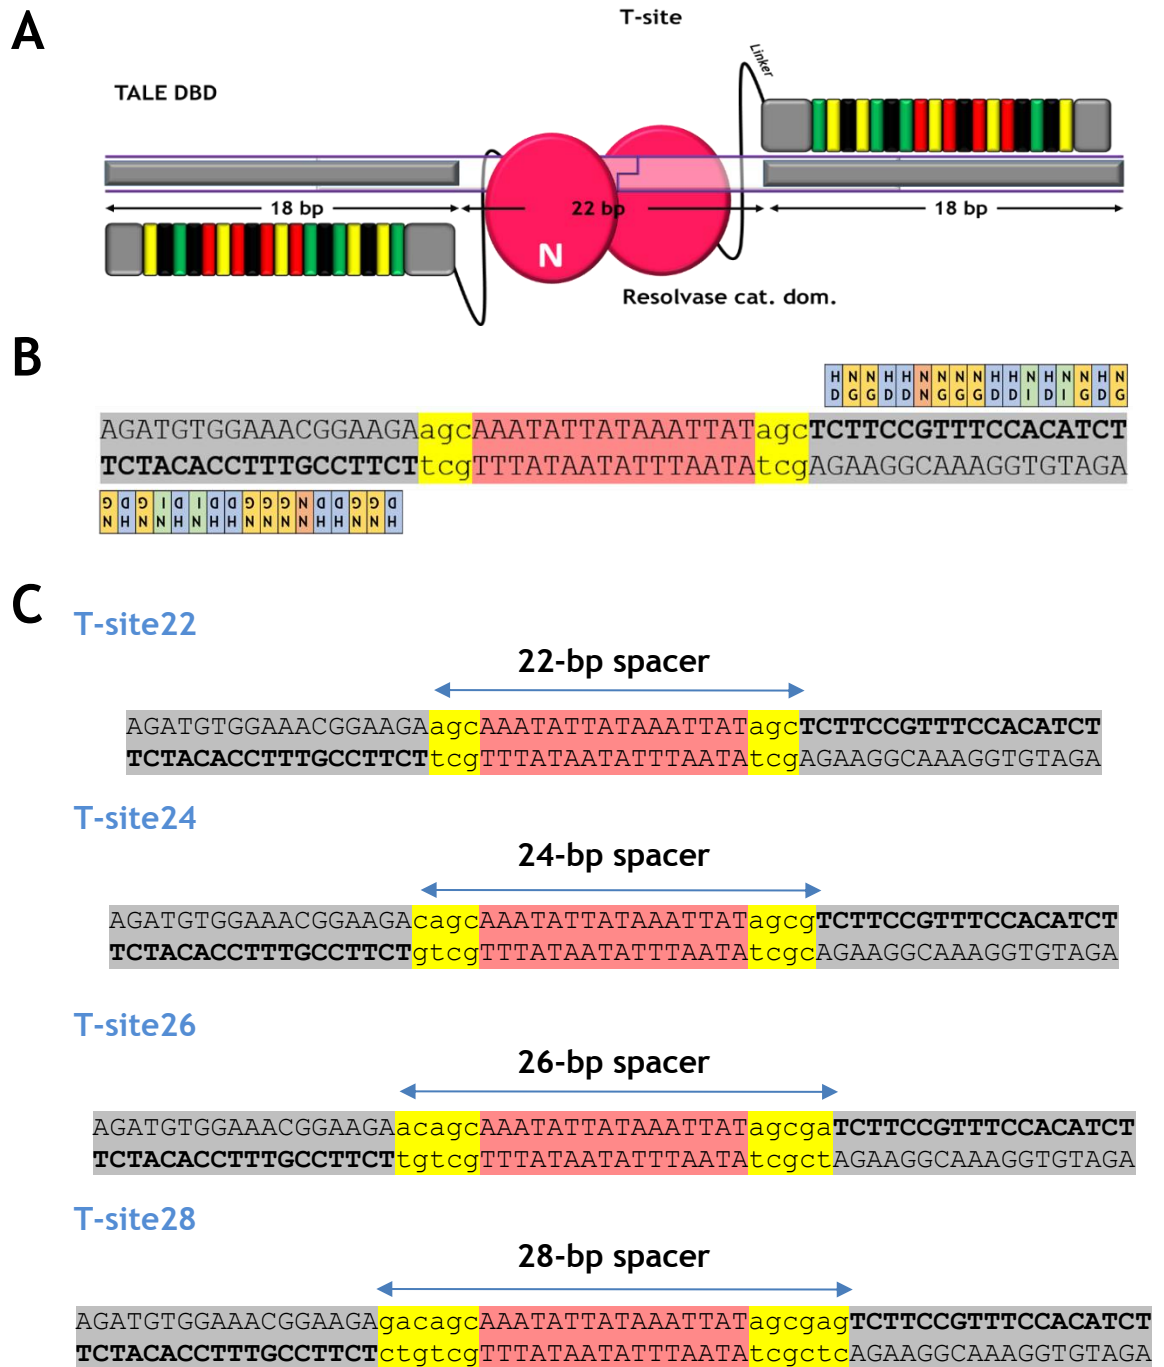 A
T-site
Linker
TALE DBD
18 bp
22 bp
18 bp
N
Resolvase cat. dom.
B
H N N H H N N N N H H N H N N H N
D G G D D N G G G D D I D I G D G
AGATGTGGAAACGGAAGAagcAAATATTATAAATTATagcTCTTCCGTTTCCACATCT
TCTACACCTTTGCCTTCTtcgTTTATAATATTTAATAtcgAGAAGGCAAAGGTGTAGA
G D G I D I D D G G G N D D G G D
N H N N H N H H N N N N H H N N H
C
T-site22
22-bp spacer
AGATGTGGAAACGGAAGAagcAAATATTATAAATTATagcTCTTCCGTTTCCACATCT
TCTACACCTTTGCCTTCTtcgTTTATAATATTTAATAtcgAGAAGGCAAAGGTGTAGA
T-site24
24-bp spacer
AGATGTGGAAACGGAAGAcagcAAATATTATAAATTATagcgTCTTCCGTTTCCACATCT
TCTACACCTTTGCCTTCTgtcgTTTATAATATTTAATAtcgcAGAAGGCAAAGGTGTAGA
T-site26
26-bp spacer
AGATGTGGAAACGGAAGAacagcAAATATTATAAATTATagcgaTCTTCCGTTTCCACATCT
TCTACACCTTTGCCTTCTtgtcgTTTATAATATTTAATAtcgctAGAAGGCAAAGGTGTAGA
T-site28
28-bp spacer
AGATGTGGAAACGGAAGAgacagcAAATATTATAAATTATagcgagTCTTCCGTTTCCACATCT
TCTACACCTTTGCCTTCTctgtcgTTTATAATATTTAATAtcgctcAGAAGGCAAAGGTGTAGA